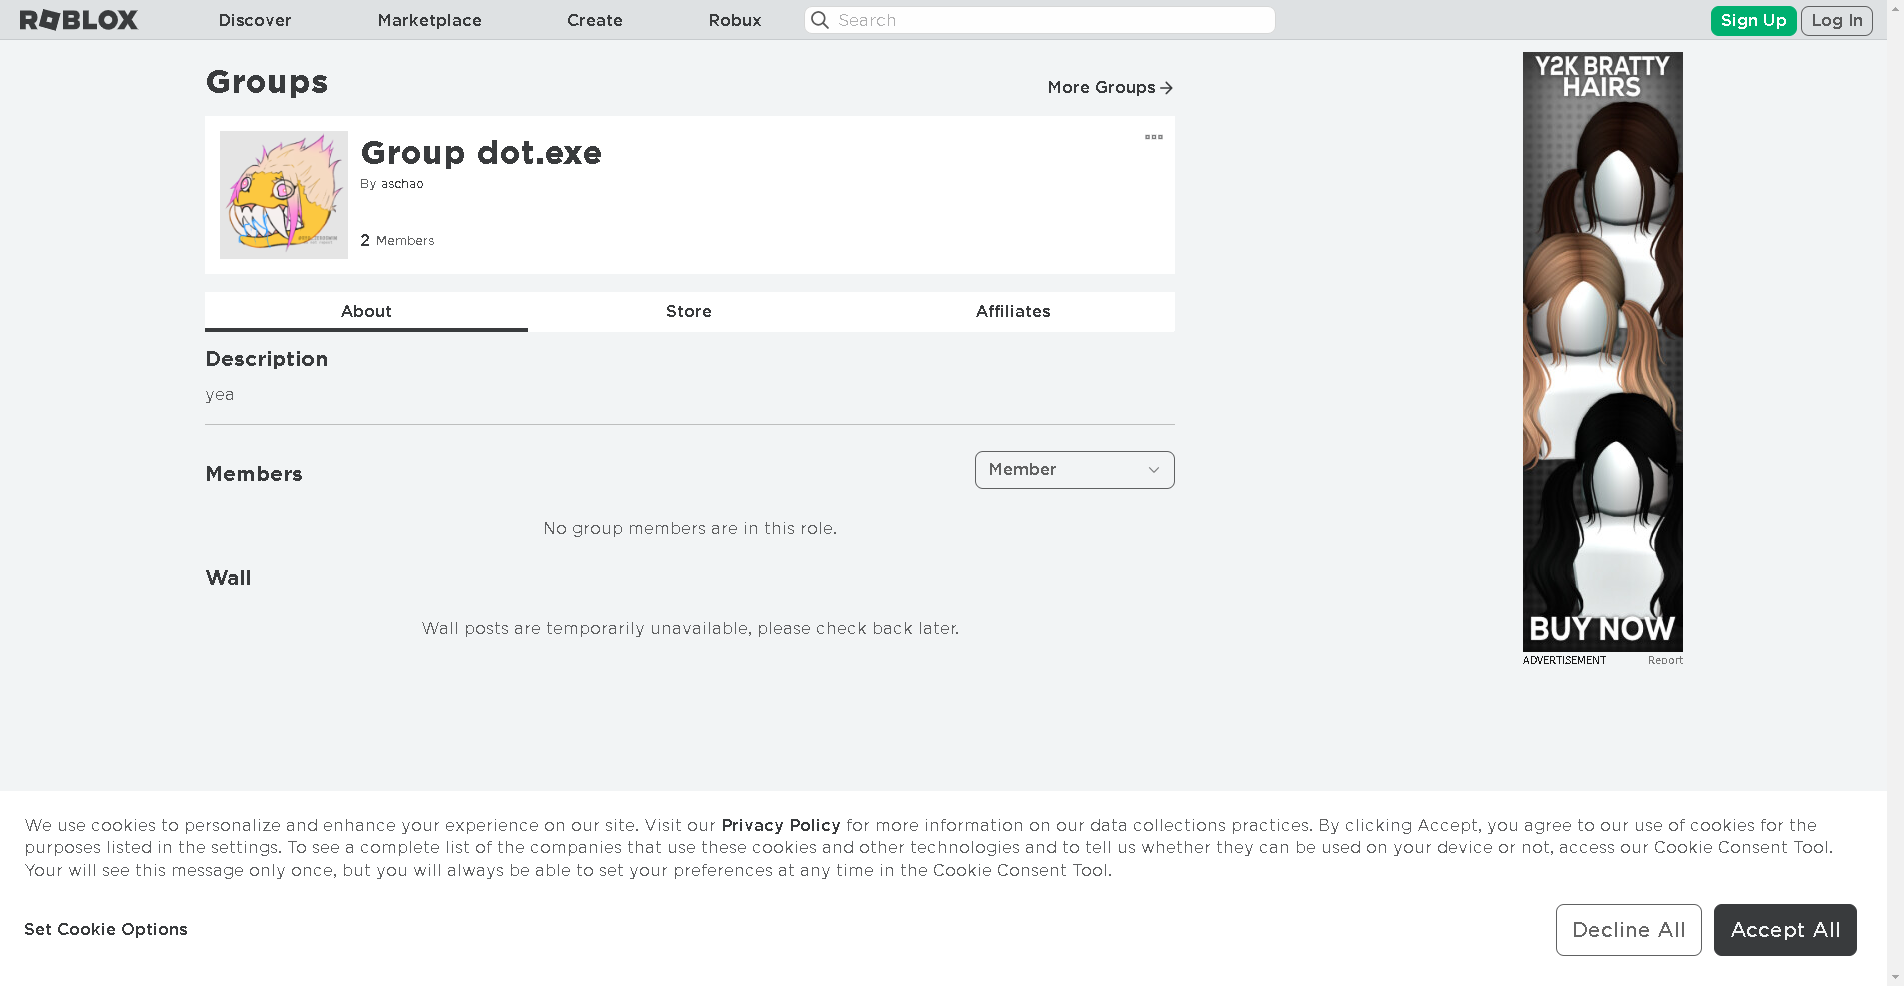 ROBLOX
Discover
Marketplace
Create
Robux
Search
Sign Up
Log In
Groups
More Groups
Group dot.exe
By aschao
2 Members
About
Store
Affiliates
Description
yea
Members
Member
No group members are in this role.
Wall
Wall posts are temporarily unavailable, please check back later.
Y2K BRATTY
HAIRS
BUY NOW
ADVERTISEMENT
Report
We use cookies to personalize and enhance your experience on our site. Visit our Privacy Policy for more information on our data collections practices. By clicking Accept, you agree to our use of cookies for the
purposes listed in the settings. To see a complete list of the companies that use these cookies and other technologies and to tell us whether they can be used on your device or not, access our Cookie Consent Tool.
Your will see this message only once, but you will always be able to set your preferences at any time in the Cookie Consent Tool.
Set Cookie Options
Decline All
Accept All